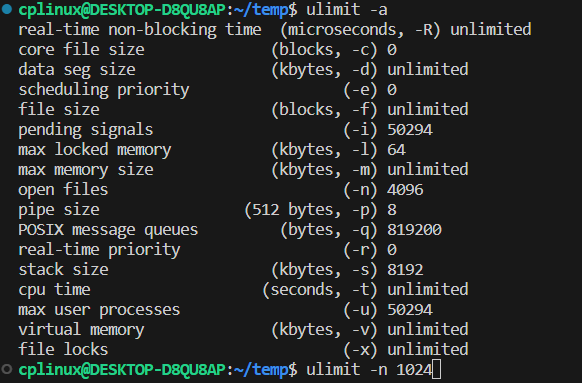 cplinux@DESKTOP-D8QU8AP:~/temp$ ulimit -a
real-time non-blocking time  (microseconds, -R) unlimited
core file size              (blocks, -c) 0
data seg size               (kbytes, -d) unlimited
scheduling priority                 (-e) 0
file size                   (blocks, -f) unlimited
pending signals                     (-i) 50294
max locked memory           (kbytes, -l) 64
max memory size             (kbytes, -m) unlimited
open files                          (-n) 4096
pipe size                (512 bytes, -p) 8
POSIX message queues         (bytes, -q) 819200
real-time priority                  (-r) 0
stack size                  (kbytes, -s) 8192
cpu time                   (seconds, -t) unlimited
max user processes                  (-u) 50294
virtual memory              (kbytes, -v) unlimited
file locks                          (-x) unlimited
cplinux@DESKTOP-D8QU8AP:~/temp$ ulimit -n 1024